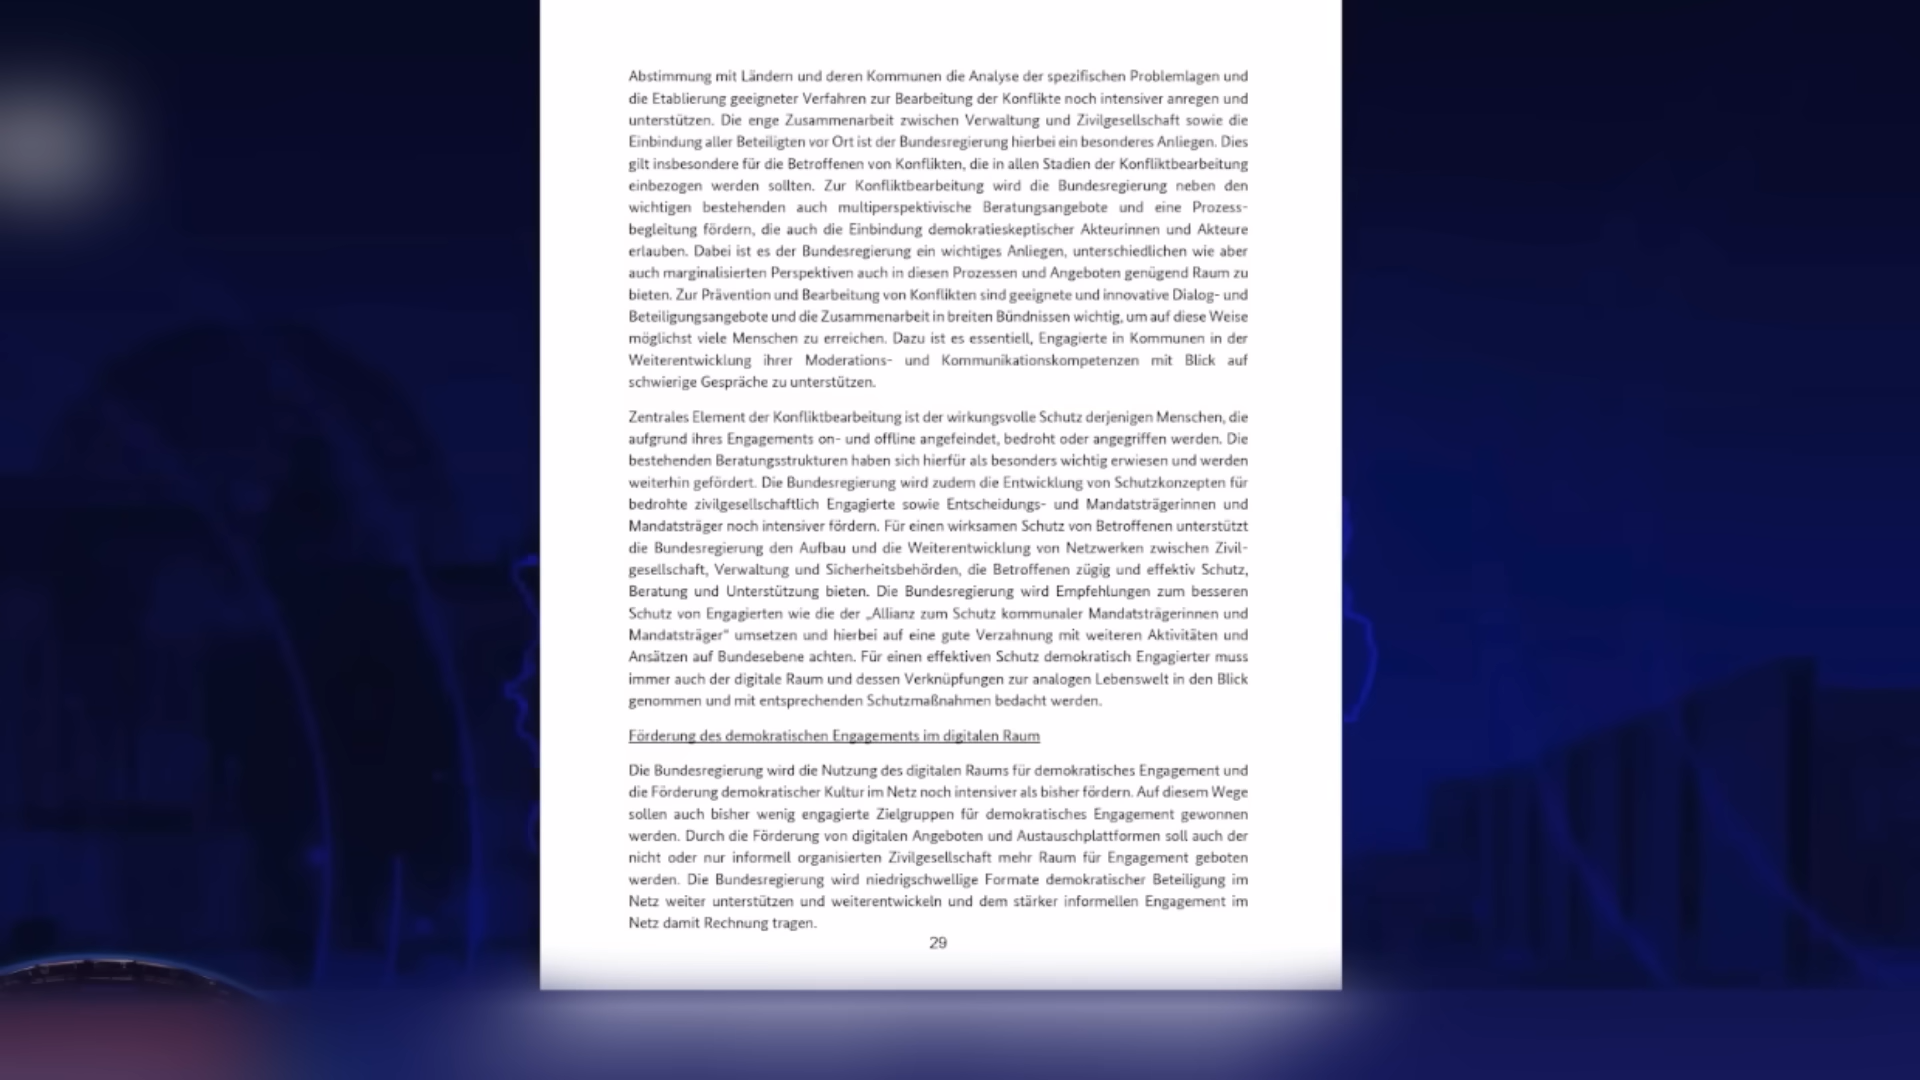 Abstimmung mit Ländern und deren Kommunen die Analyse der spezifischen Problemlagen und
die Etablierung geeigneter Verfahren zur Bearbeitung der Konflikte noch intensiver anregen und
unterstützen. Die enge Zusammenarbeit zwischen Verwaltung und Zivilgesellschaft sowie die
Einbindung aller Beteiligten vor Ort ist der Bundesregierung hierbei ein besonderes Anliegen. Dies
gilt insbesondere für die Betroffenen von Konflikten, die in allen Stadien der Konfliktbearbeitung
einbezogen werden sollten. Zur Konfliktbearbeitung wird die Bundesregierung neben den
wichtigen bestehenden auch multiperspektivische Beratungsangebote und eine Prozess-
begleitung fördern, die auch die Einbindung demokratieskeptischer Akteurinnen und Akteure
erlauben. Dabei ist es der Bundesregierung ein wichtiges Anliegen, unterschiedlichen wie aber
auch marginalisierten Perspektiven auch in diesen Prozessen und Angeboten genügend Raum zu
bieten. Zur Prävention und Bearbeitung von Konflikten sind geeignete und innovative Dialog- und
Beteiligungsangebote und die Zusammenarbeit in breiten Bündnissen wichtig, um auf diese Weise
möglichst viele Menschen zu erreichen. Dazu ist es essentiell, Engagierte in Kommunen in der
Weiterentwicklung ihrer Moderations- und Kommunikationskompetenzen mit Blick auf
schwierige Gespräche zu unterstützen.
Zentrales Element der Konfliktbearbeitung ist der wirkungsvolle Schutz derjenigen Menschen, die
aufgrund ihres Engagements on- und offline angefeindet, bedroht oder angegriffen werden. Die
bestehenden Beratungsstrukturen haben sich hierfür als besonders wichtig erwiesen und werden
weiterhin gefördert. Die Bundesregierung wird zudem die Entwicklung von Schutzkonzepten für
bedrohte zivilgesellschaftlich Engagierte sowie Entscheidungs- und Mandatsträgerinnen und
Mandatsträger noch intensiver fördern. Für einen wirksamen Schutz von Betroffenen unterstützt
die Bundesregierung den Aufbau und die Weiterentwicklung von Netzwerken zwischen Zivil-
gesellschaft, Verwaltung und Sicherheitsbehörden, die Betroffenen zügig und effektiv Schutz,
Beratung und Unterstützung bieten. Die Bundesregierung wird Empfehlungen zum besseren
Schutz von Engagierten wie die der „Allianz zum Schutz kommunaler Mandatsträgerinnen und
Mandatsträger“ umsetzen und hierbei auf eine gute Verzahnung mit weiteren Aktivitäten und
Ansätzen auf Bundesebene achten. Für einen effektiven Schutz demokratisch Engagierter muss
immer auch der digitale Raum und dessen Verknüpfungen zur analogen Lebenswelt in den Blick
genommen und mit entsprechenden Schutzmaßnahmen bedacht werden.
Förderung des demokratischen Engagements im digitalen Raum
Die Bundesregierung wird die Nutzung des digitalen Raums für demokratisches Engagement und
die Förderung demokratischer Kultur im Netz noch intensiver als bisher fördern. Auf diesem Wege
sollen auch bisher wenig engagierte Zielgruppen für demokratisches Engagement gewonnen
werden. Durch die Förderung von digitalen Angeboten und Austauschplattformen soll auch der
nicht oder nur informell organisierten Zivilgesellschaft mehr Raum für Engagement geboten
werden. Die Bundesregierung wird niedrigschwellige Formate demokratischer Beteiligung im
Netz weiter unterstützen und weiterentwickeln und dem stärker informellen Engagement im
Netz damit Rechnung tragen.
29